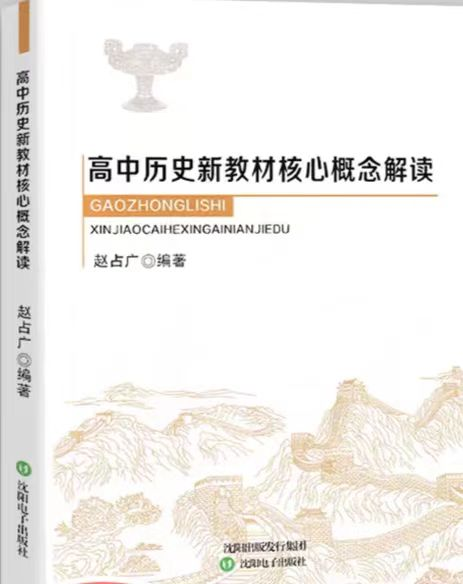 高中历史新教材核心概念解读
GAOZHONGLISHI
XINJIAOCAIHEXINGAINIANJIEDU
赵占广◎编著
沈阳出版发行集团
沈阳电子出版社
高中历史新教材核心概念解读
赵占广◎编著
沈阳电子出版社